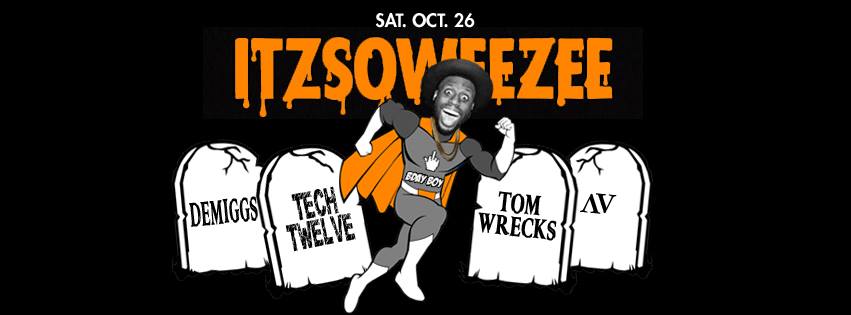 SAT. OCT. 26
ITZSOWEEZEE
BDAY BOY
DEMIGGS
TECH
TWELVE
TOM
WRECKS
ΛV